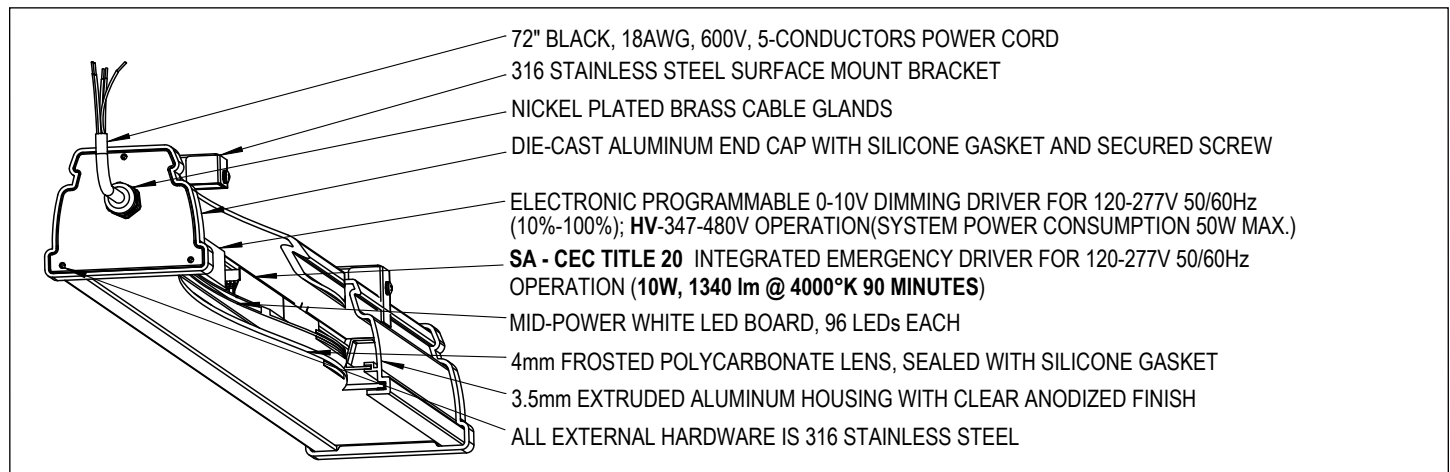 72" BLACK, 18AWG, 600V, 5-CONDUCTORS POWER CORD
316 STAINLESS STEEL SURFACE MOUNT BRACKET
NICKEL PLATED BRASS CABLE GLANDS
DIE-CAST ALUMINUM END CAP WITH SILICONE GASKET AND SECURED SCREW
ELECTRONIC PROGRAMMABLE 0-10V DIMMING DRIVER FOR 120-277V 50/60Hz
(10%-100%); HV-347-480V OPERATION(SYSTEM POWER CONSUMPTION 50W MAX.)
SA - CEC TITLE 20 INTEGRATED EMERGENCY DRIVER FOR 120-277V 50/60Hz
OPERATION (10W, 1340 lm @ 4000°K 90 MINUTES)
MID-POWER WHITE LED BOARD, 96 LEDs EACH
4mm FROSTED POLYCARBONATE LENS, SEALED WITH SILICONE GASKET
3.5mm EXTRUDED ALUMINUM HOUSING WITH CLEAR ANODIZED FINISH
ALL EXTERNAL HARDWARE IS 316 STAINLESS STEEL